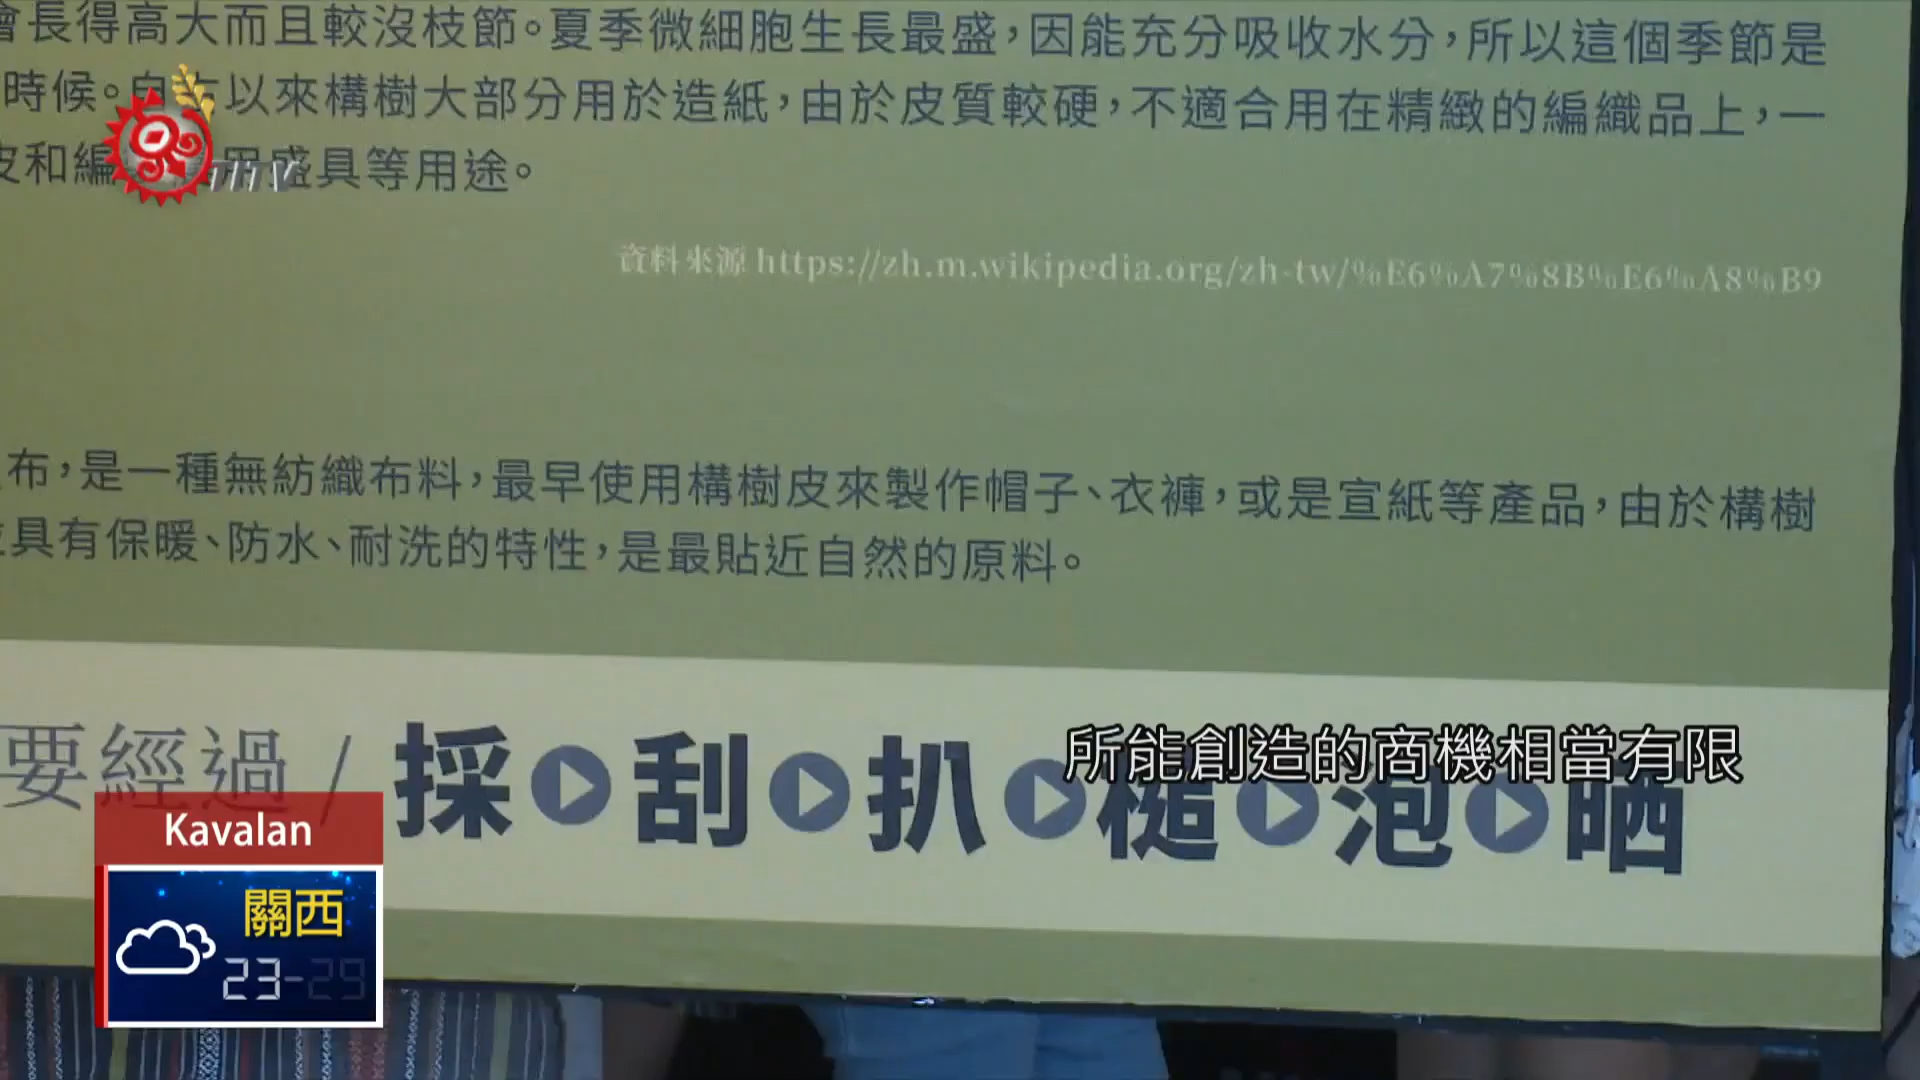 會長得高大而且較沒枝節。夏季微細胞生長最盛,因能充分吸收水分,所以這個季節是
時候。自古以來構樹大部分用於造紙,由於皮質較硬,不適合用在精緻的編織品上,一
皮和編 盛具等用途。
TITV
資料來源 https://zh.m.wikipedia.org/zh-tw/%E6%A7%8B%E6%A8%B9
布,是一種無紡織布料,最早使用構樹皮來製作帽子、衣褲,或是宣紙等產品,由於構樹
具有保暖、防水、耐洗的特性,是最貼近自然的原料。
要經過 / 採 刮 扒 槌 泡 晒
所能創造的商機相當有限
Kavalan
關西
23-29